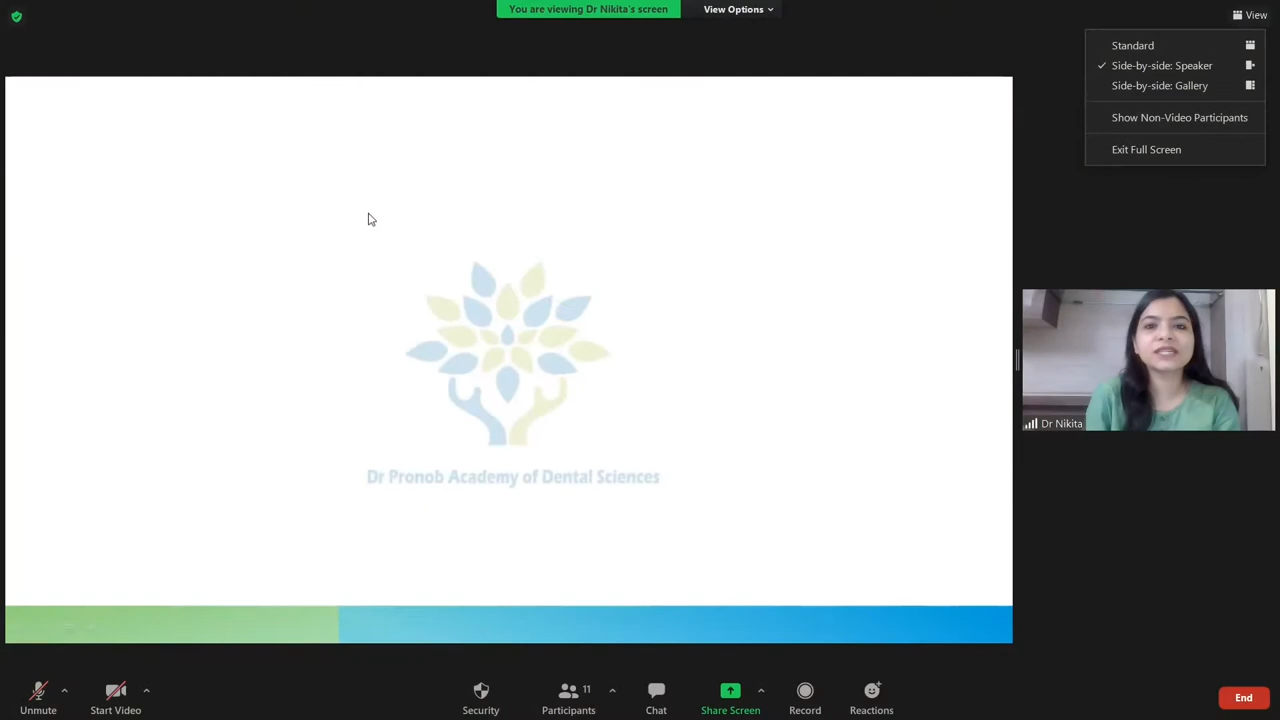 You are viewing Dr Nikita's screen
View Options
View
Standard
Side-by-side: Speaker
Side-by-side: Gallery
Show Non-Video Participants
Exit Full Screen
Dr Nikita
Dr Pronob Academy of Dental Sciences
Unmute
Start Video
Security
Participants
11
Chat
Share Screen
Record
Reactions
End